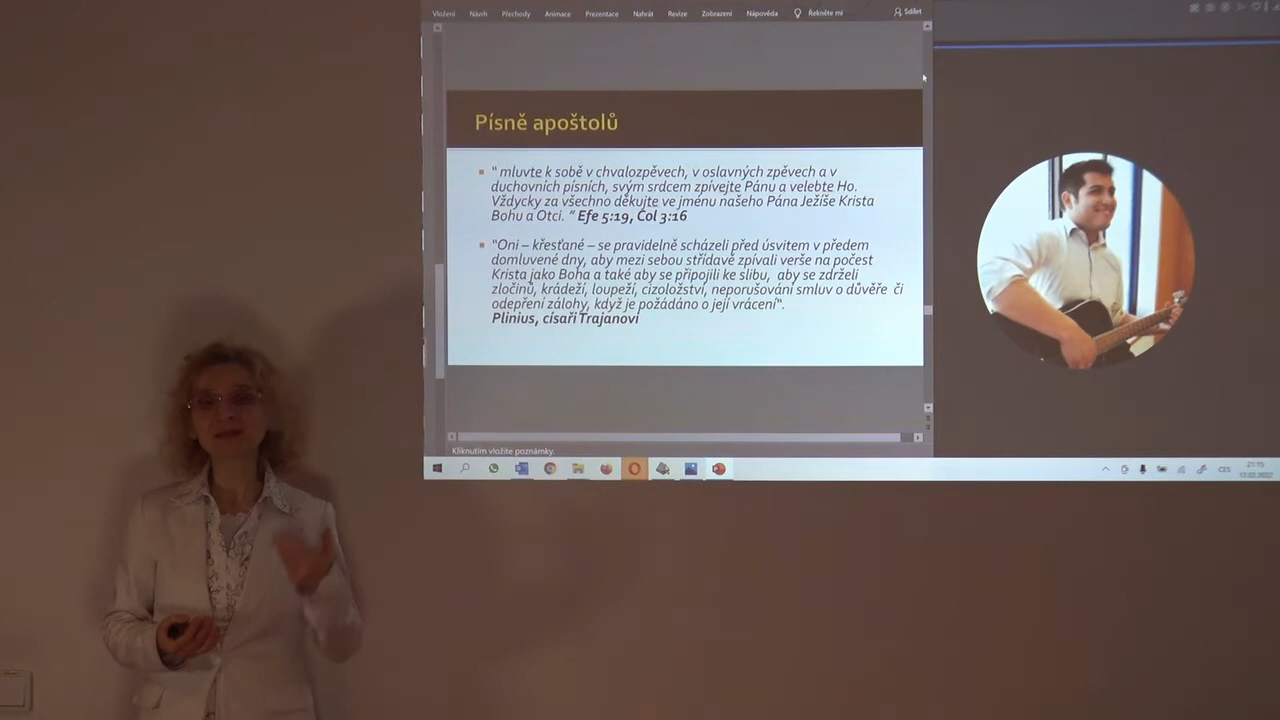 Vložení Návrh Přechody Animace Prezentace Nahrát Revize Zobrazení Nápověda Řekněte mi Sdílet
Písně apoštolů
“ mluvte k sobě v chvalozpěvech, v oslavných zpěvech a v
duchovních písních, svým srdcem zpívejte Pánu a velebte Ho.
Vždycky za všechno děkujte ve jménu našeho Pána Ježíše Krista
Bohu a Otci. “ Efe 5:19, Col 3:16
“Oni – křesťané – se pravidelně scházeli před úsvitem v předem
domluvené dny, aby mezi sebou střídavě zpívali verše na počest
Krista jako Boha a také aby se připojili ke slibu, aby se zdrželi
zločinů, krádeží, loupeží, cizoložství, neporušování smluv o důvěře či
odepření zálohy, když je požádáno o její vrácení“.
Plinius, císaři Trajanovi
Kliknutím vložíte poznámky.
CES
21:15